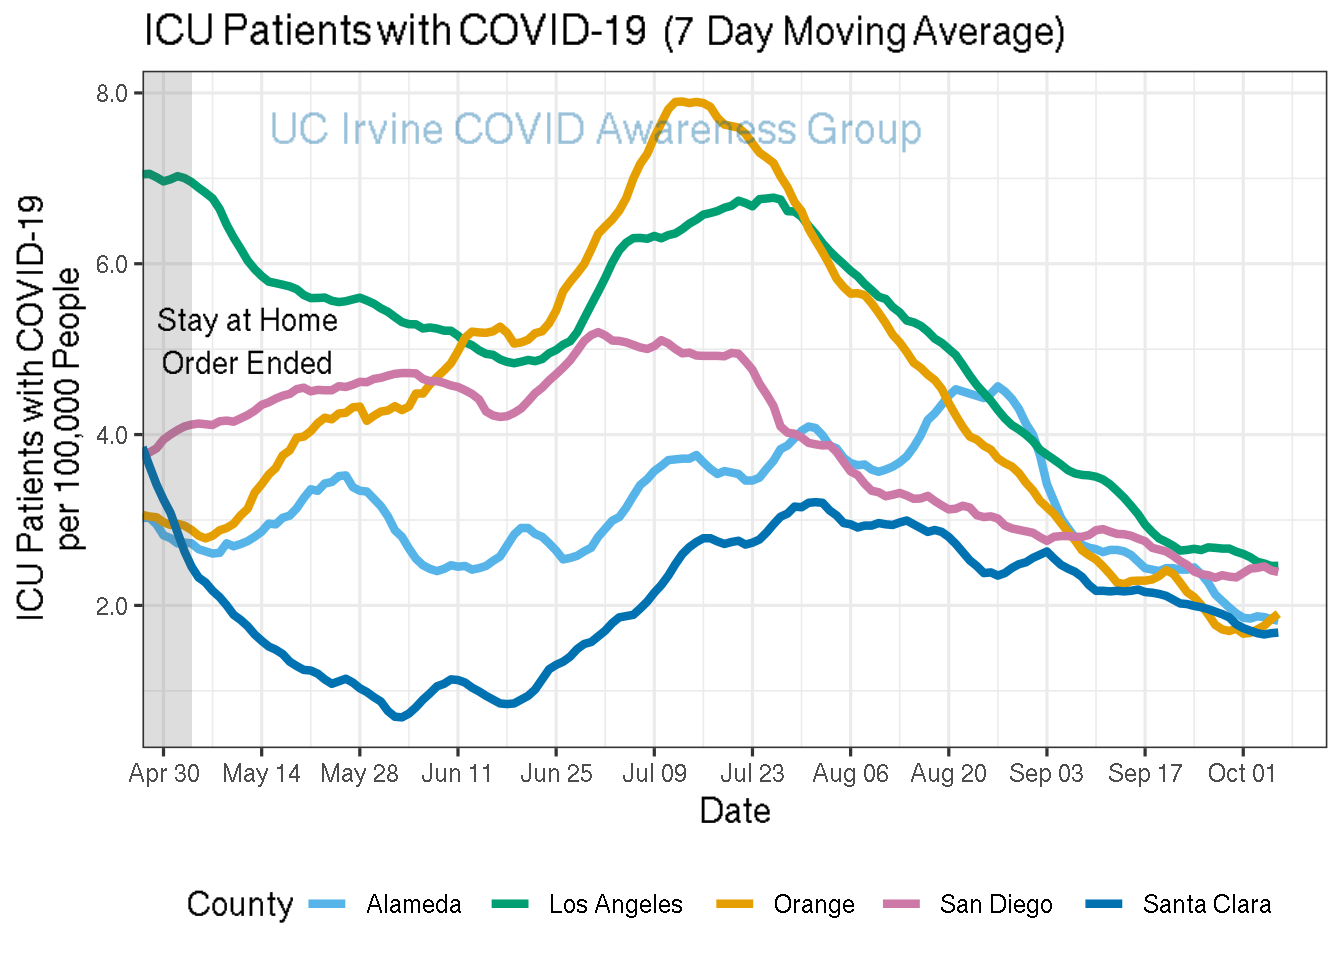 ICU Patients with COVID-19 (7 Day Moving Average)
UC Irvine COVID Awareness Group
ICU Patients with COVID-19
per 100,000 People
8.0
6.0
4.0
2.0
Stay at Home
Order Ended
Apr 30 May 14 May 28 Jun 11 Jun 25 Jul 09 Jul 23 Aug 06 Aug 20 Sep 03 Sep 17 Oct 01
Date
County Alameda Los Angeles Orange San Diego Santa Clara